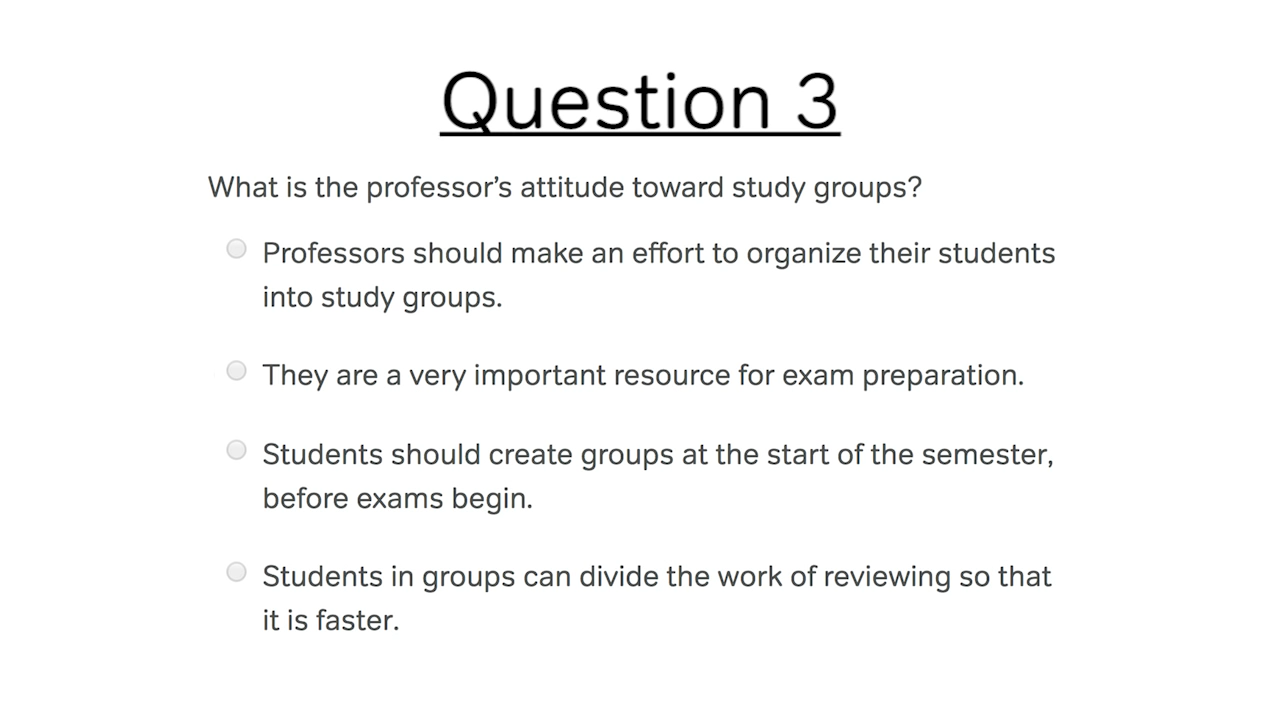 Question 3
What is the professor’s attitude toward study groups?
Professors should make an effort to organize their students
into study groups.
They are a very important resource for exam preparation.
Students should create groups at the start of the semester,
before exams begin.
Students in groups can divide the work of reviewing so that
it is faster.